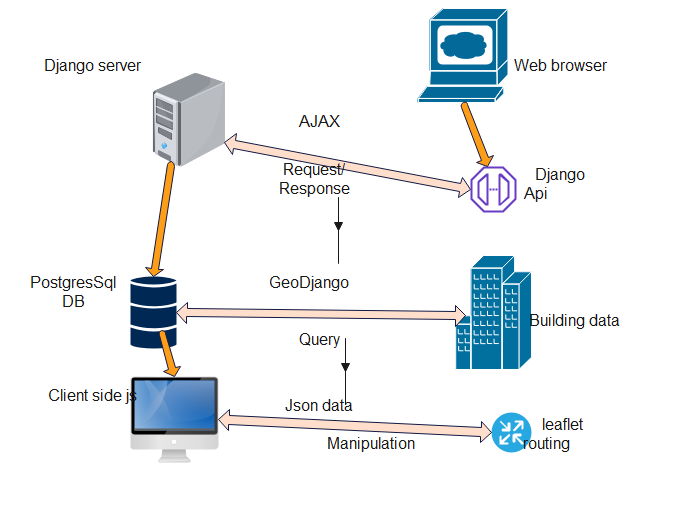 Django server
Web browser
AJAX
Request/
Response
Django
Api
PostgresSql
DB
GeoDjango
Building data
Query
Client side js
Json data
leaflet
routing
Manipulation